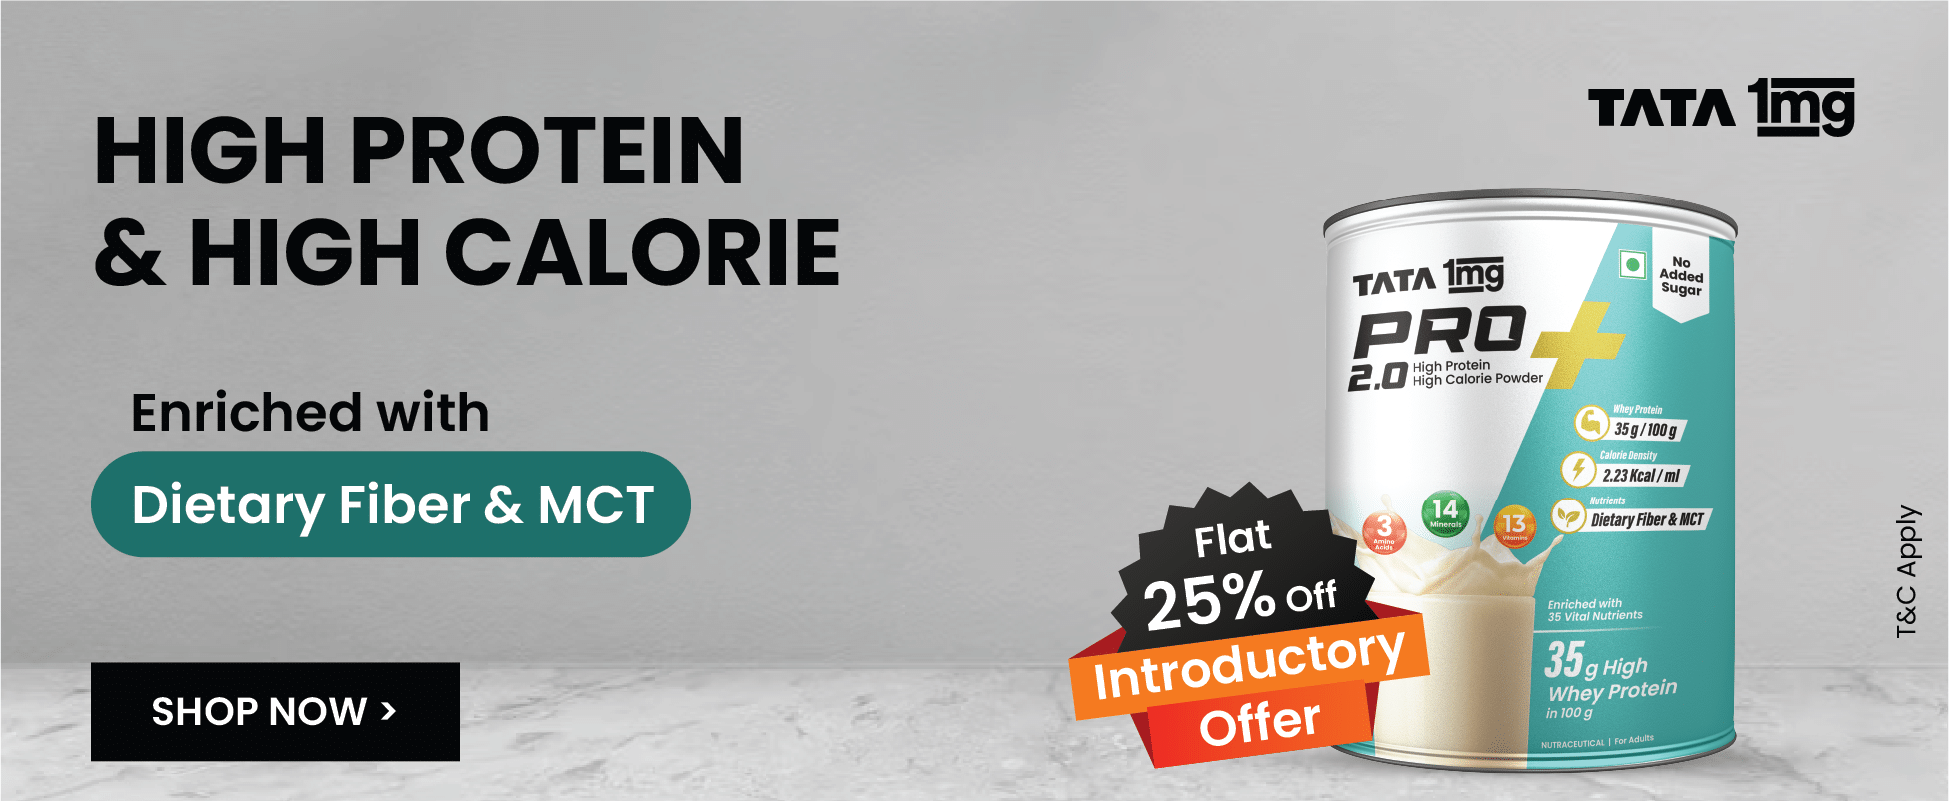 HIGH PROTEIN
& HIGH CALORIE
Enriched with
Dietary Fiber & MCT
SHOP NOW >
TATA 1mg
TATA 1mg
PRO+
2.0 High Protein
High Calorie Powder
No
Added
Sugar
Whey Protein
35 g / 100 g
Calorie Density
2.23 Kcal / ml
Nutrients
Dietary Fiber & MCT
3
Amino
Acids
14
Minerals
13
Vitamins
Enriched with
35 Vital Nutrients
35 g High
Whey Protein
in 100 g
NUTRACEUTICAL | For Adults
Flat
25% Off
Introductory
Offer
T&C Apply